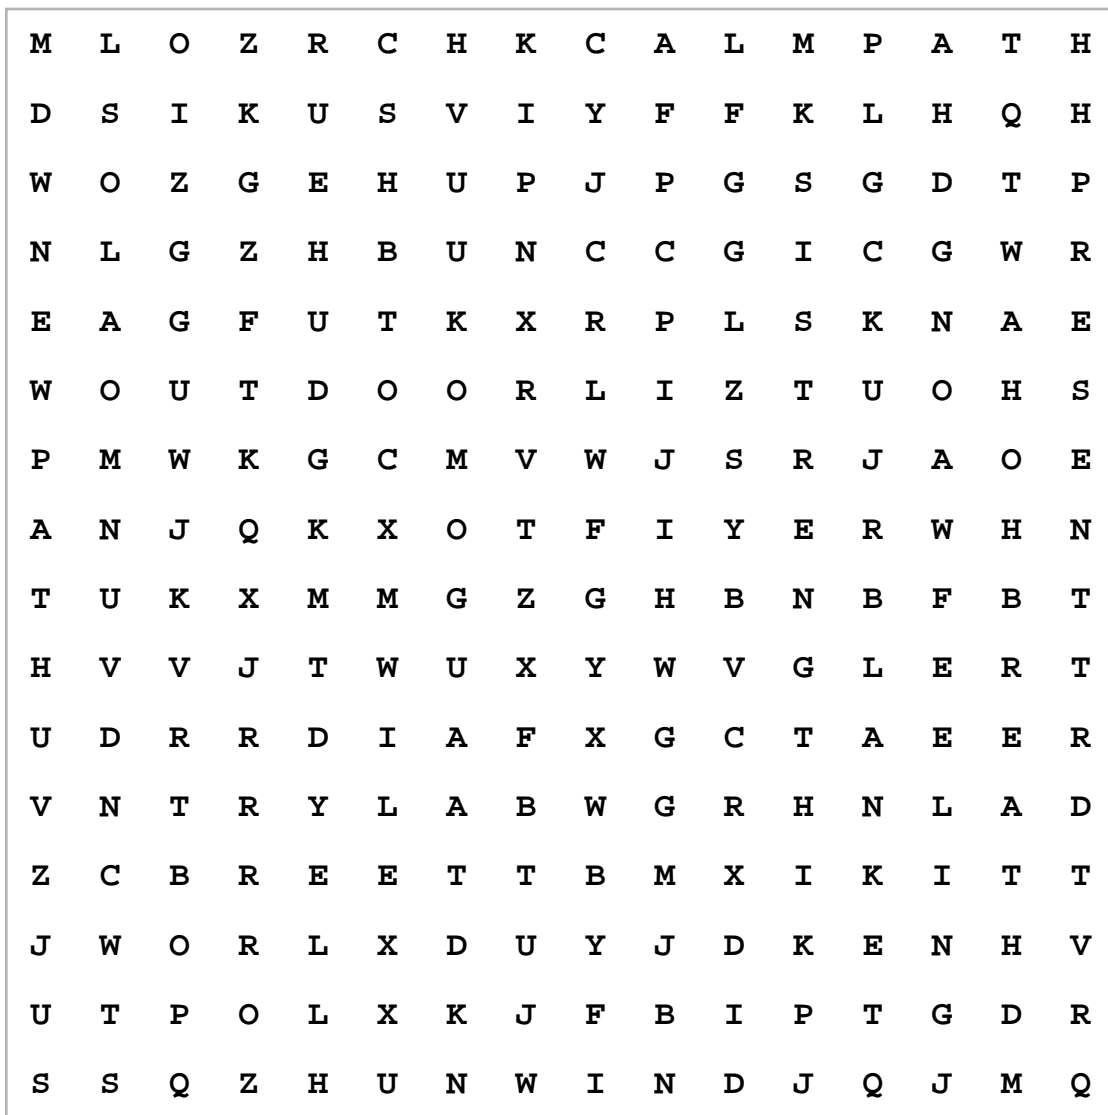 M L O Z R C H K C A L M P A T H
D S I K U S V I Y F F K L H Q H
W O Z G E H U P J P G S G D T P
N L G Z H B U N C C G I C G W R
E A G F U T K X R P L S K N A E
W O U T D O O R L I Z T U O H S
P M W K G C M V W J S R J A O E
A N J Q K X O T F I Y E R W H N
T U K X M M G Z G H B N B F B T
H V V J T W U X Y W V G L E R T
U D R R D I A F X G C T A E E R
V N T R Y L A B W G R H N L A D
Z C B R E E T T B M X I K I T T
J W O R L X D U Y J D K E N H V
U T P O L X K J F B I P T G D R
S S Q Z H U N W I N D J Q J M Q